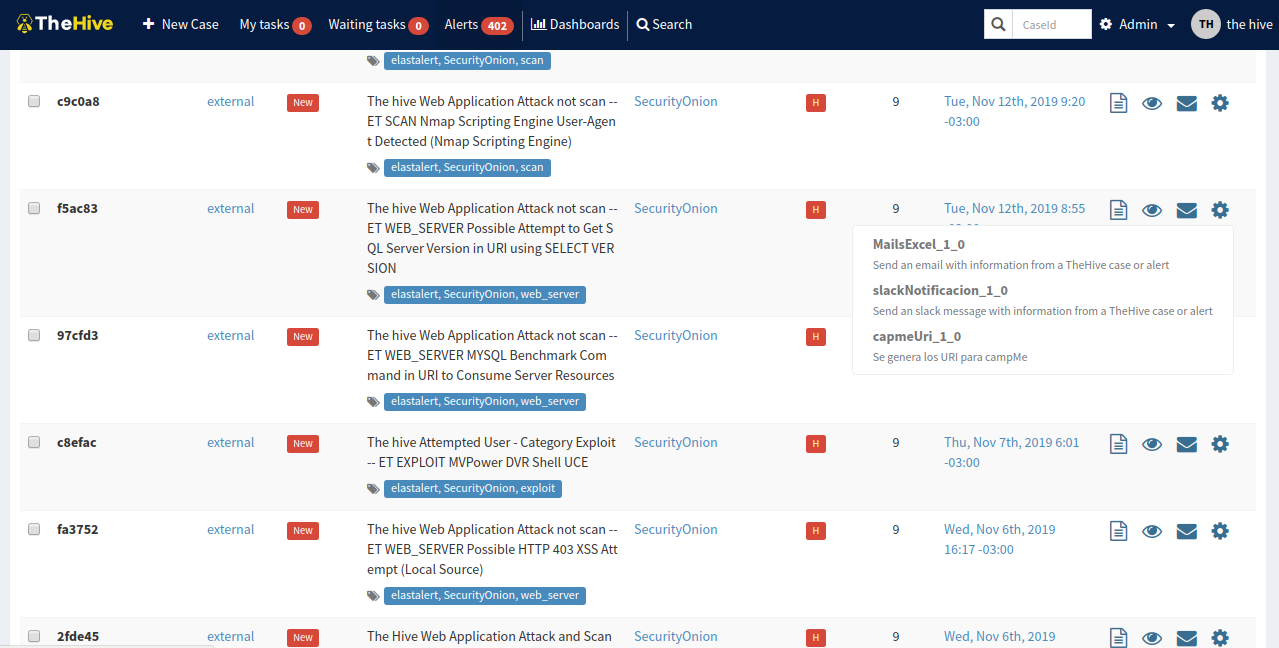 TheHive New Case My tasks 0 Waiting tasks 0 Alerts 402 Dashboards Search CaseId Admin TH the hive
elastalert, SecurityOnion, scan
c9c0a8 external New The hive Web Application Attack not scan -- SecurityOnion H 9 Tue, Nov 12th, 2019 9:20
ET SCAN Nmap Scripting Engine User-Agen -03:00
t Detected (Nmap Scripting Engine)
elastalert, SecurityOnion, scan
f5ac83 external New The hive Web Application Attack not scan -- SecurityOnion H 9 Tue, Nov 12th, 2019 8:55
ET WEB_SERVER Possible Attempt to Get S
QL Server Version in URI using SELECT VER
SION
elastalert, SecurityOnion, web_server
MailsExcel_1_0
Send an email with information from a TheHive case or alert
slackNotificacion_1_0
Send an slack message with information from a TheHive case or alert
capmeUri_1_0
Se genera los URI para campMe
97cfd3 external New The hive Web Application Attack not scan -- SecurityOnion H
ET WEB_SERVER MYSQL Benchmark Com
mand in URI to Consume Server Resources
elastalert, SecurityOnion, web_server
c8efac external New The hive Attempted User - Category Exploit SecurityOnion H 9 Thu, Nov 7th, 2019 6:01
-- ET EXPLOIT MVPower DVR Shell UCE -03:00
elastalert, SecurityOnion, exploit
fa3752 external New The hive Web Application Attack not scan -- SecurityOnion H 9 Wed, Nov 6th, 2019
ET WEB_SERVER Possible HTTP 403 XSS Att 16:17 -03:00
empt (Local Source)
elastalert, SecurityOnion, web_server
2fde45 external New The Hive Web Application Attack and Scan SecurityOnion H 9 Wed, Nov 6th, 2019